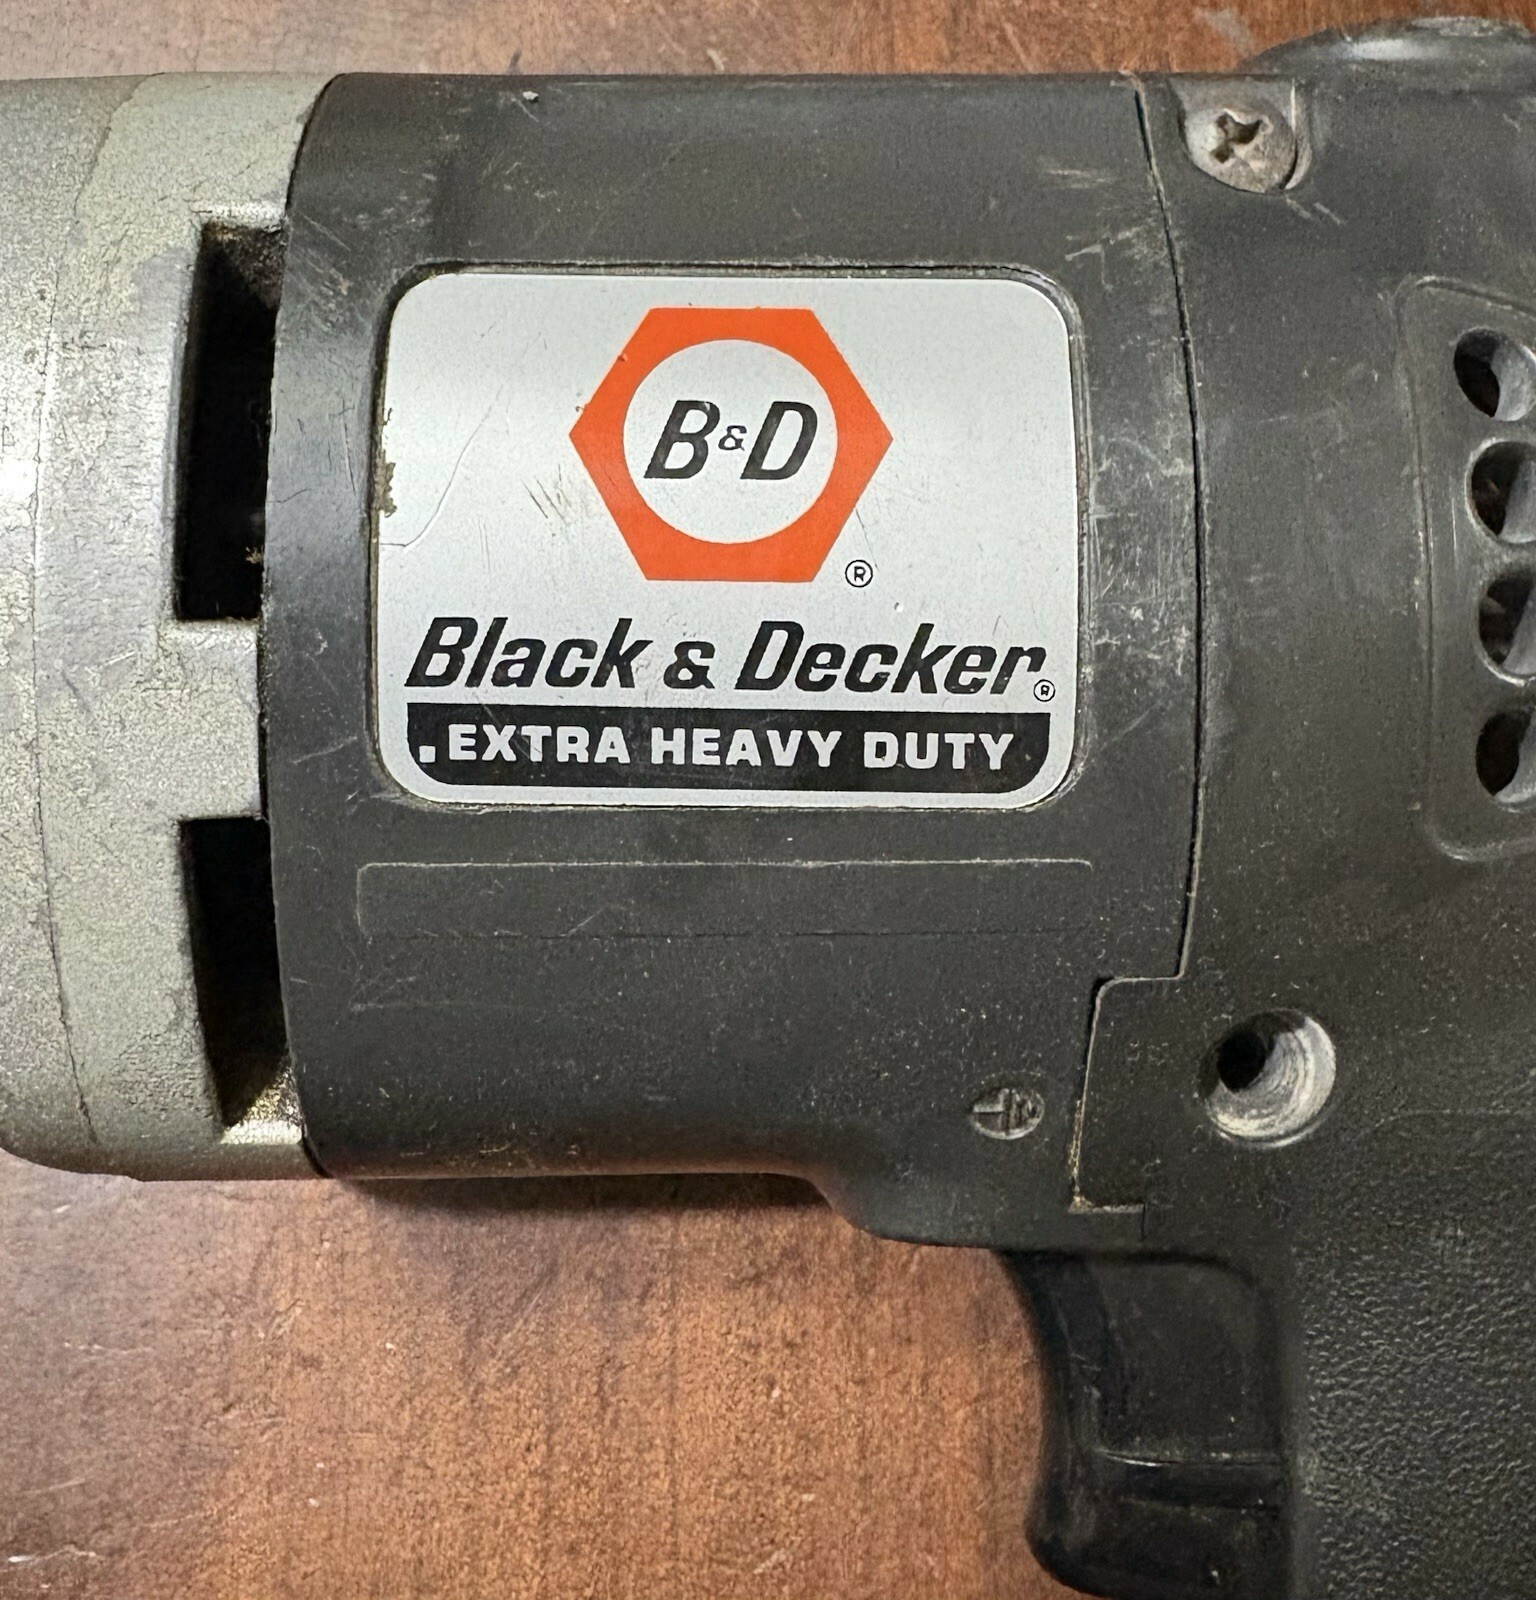 B&D
®
Black & Decker®
.EXTRA HEAVY DUTY